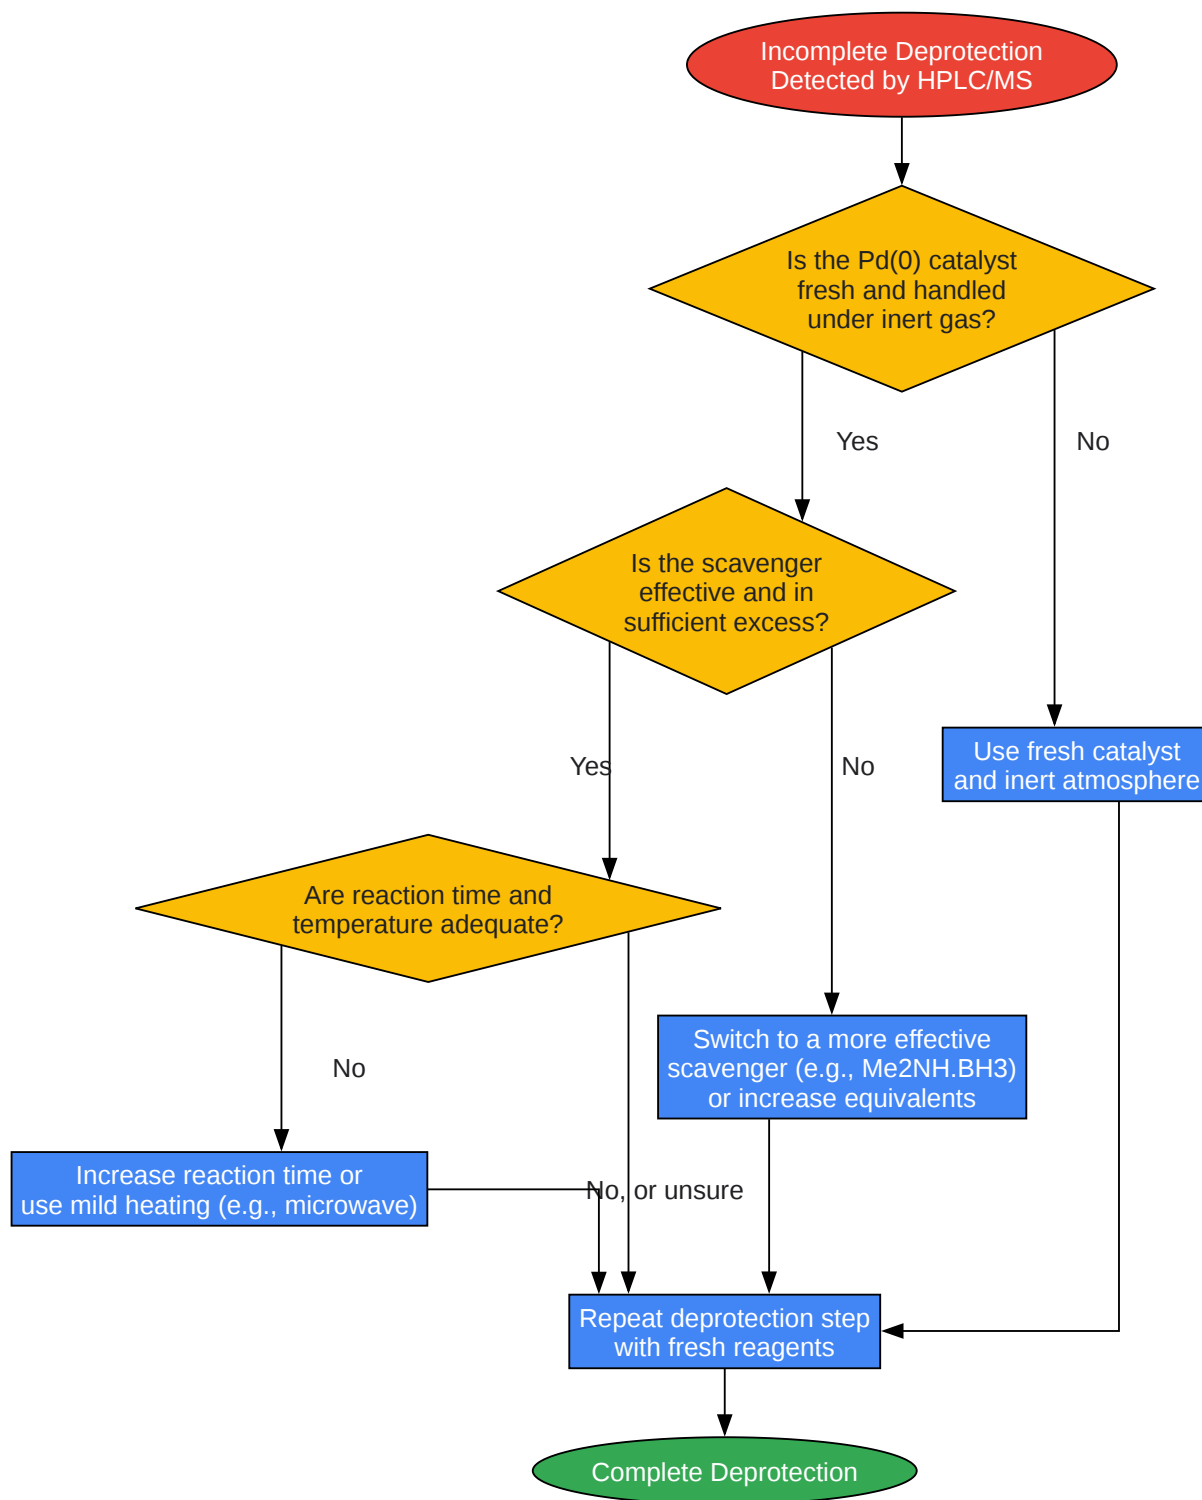 Incomplete Deprotection
Detected by HPLC/MS
Is the Pd(0) catalyst
fresh and handled
under inert gas?
Yes
No
Is the scavenger
effective and in
sufficient excess?
Yes
No
Use fresh catalyst
and inert atmosphere
Are reaction time and
temperature adequate?
No
Switch to a more effective
scavenger (e.g., Me2NH.BH3)
or increase equivalents
Increase reaction time or
use mild heating (e.g., microwave)
No, or unsure
Repeat deprotection step
with fresh reagents
Complete Deprotection